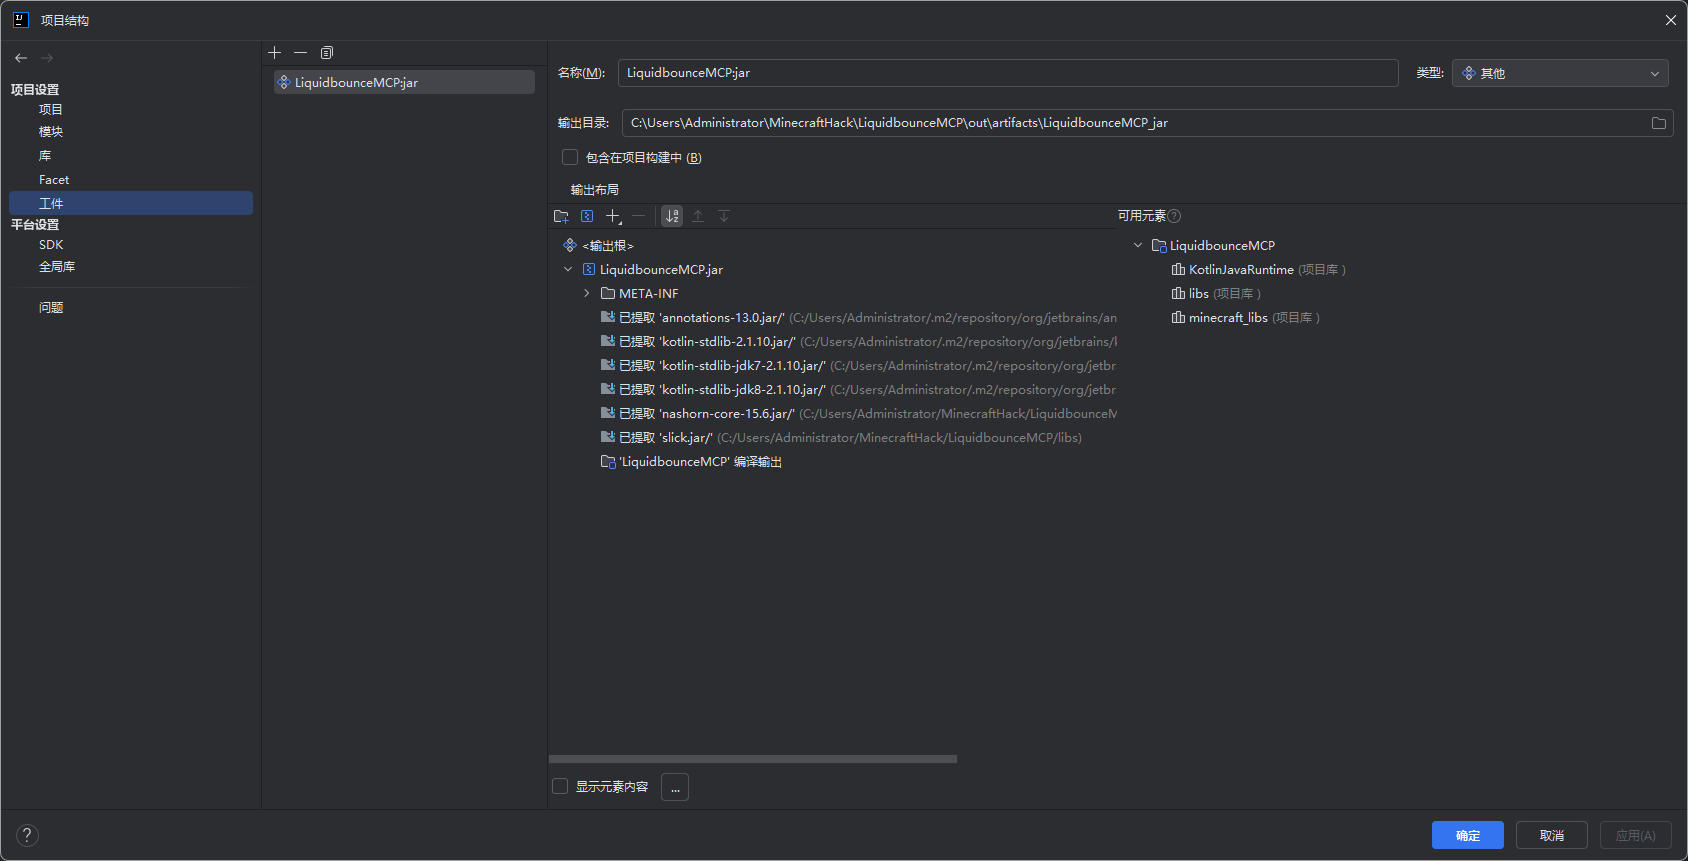 项目结构
项目设置
项目
模块
库
Facet
工件
平台设置
SDK
全局库
问题
LiquidbounceMCP:jar
名称(M):
LiquidbounceMCP:jar
类型:
其他
输出目录:
C:\Users\Administrator\MinecraftHack\LiquidbounceMCP\out\artifacts\LiquidbounceMCP_jar
包含在项目构建中 (B)
输出布局
<输出根>
LiquidbounceMCP.jar
META-INF
已提取 'annotations-13.0.jar/' (C:/Users/Administrator/.m2/repository/org/jetbrains/an
已提取 'kotlin-stdlib-2.1.10.jar/' (C:/Users/Administrator/.m2/repository/org/jetbrains/k
已提取 'kotlin-stdlib-jdk7-2.1.10.jar/' (C:/Users/Administrator/.m2/repository/org/jetbr
已提取 'kotlin-stdlib-jdk8-2.1.10.jar/' (C:/Users/Administrator/.m2/repository/org/jetbr
已提取 'nashorn-core-15.6.jar/' (C:/Users/Administrator/MinecraftHack/LiquidbounceM
已提取 'slick.jar/' (C:/Users/Administrator/MinecraftHack/LiquidbounceMCP/libs)
'LiquidbounceMCP' 编译输出
可用元素
LiquidbounceMCP
KotlinJavaRuntime (项目库 )
libs (项目库 )
minecraft_libs (项目库 )
显示元素内容
...
?
确定
取消
应用(A)